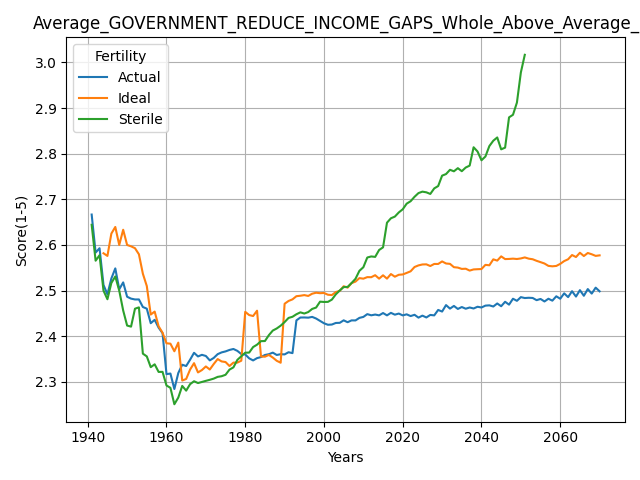 Average_GOVERNMENT_REDUCE_INCOME_GAPS_Whole_Above_Average_
Fertility
Actual
Ideal
Sterile
3.0
2.9
2.8
2.7
2.6
2.5
2.4
2.3
Score(1-5)
1940 1960 1980 2000 2020 2040 2060
Years